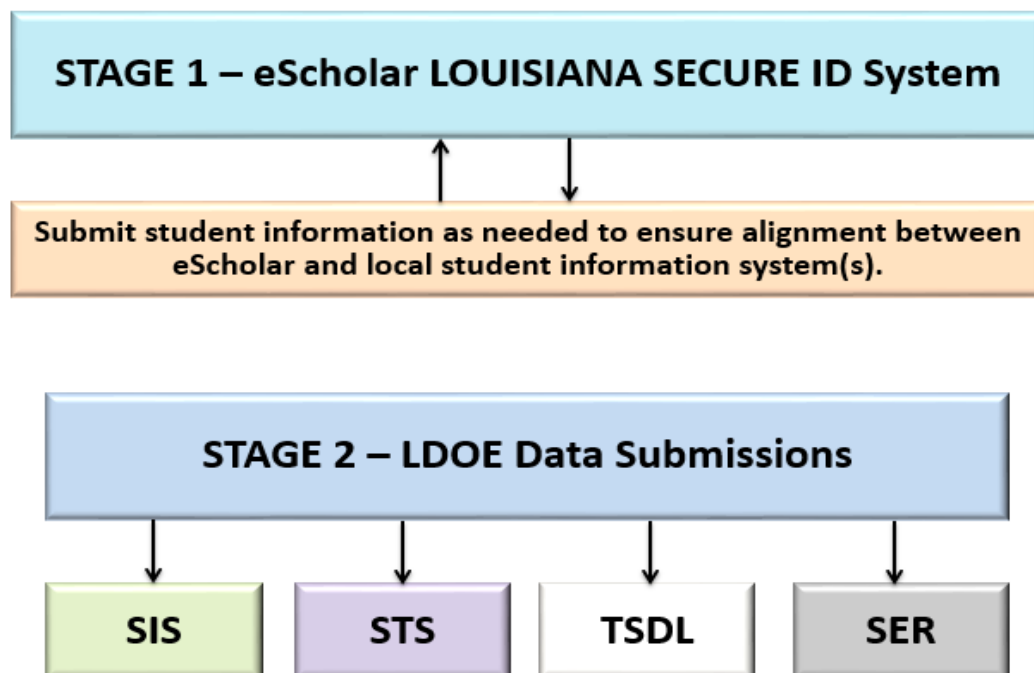 STAGE 1 – eScholar LOUISIANA SECURE ID System
Submit student information as needed to ensure alignment between
eScholar and local student information system(s).
STAGE 2 – LDOE Data Submissions
SIS
STS
TSDL
SER